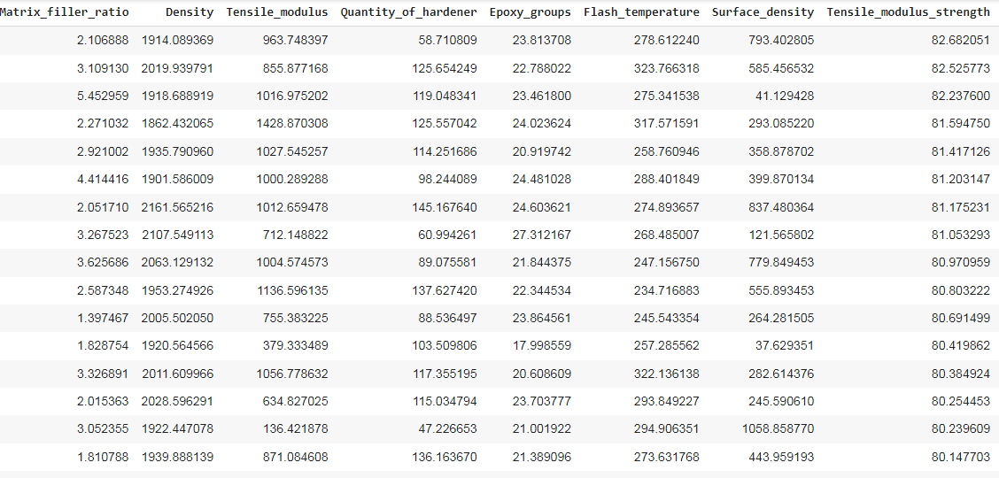 Matrix_filler_ratio Density Tensile_modulus Quantity_of_hardener Epoxy_groups Flash_temperature Surface_density Tensile_modulus_strength
2.106888 1914.089369 963.748397 58.710809 23.813708 278.612240 793.402805 82.682051
3.109130 2019.939791 855.877168 125.654249 22.788022 323.766318 585.456532 82.525773
5.452959 1918.688919 1016.975202 119.048341 23.461800 275.341538 41.129428 82.237600
2.271032 1862.432065 1428.870308 125.557042 24.023624 317.571591 293.085220 81.594750
2.921002 1935.790960 1027.545257 114.251686 20.919742 258.760946 358.878702 81.417126
4.414416 1901.586009 1000.289288 98.244089 24.481028 288.401849 399.870134 81.203147
2.051710 2161.565216 1012.659478 145.167640 24.603621 274.893657 837.480364 81.175231
3.267523 2107.549113 712.148822 60.994261 27.312167 268.485007 121.565802 81.053293
3.625686 2063.129132 1004.574573 89.075581 21.844375 247.156750 779.849453 80.970959
2.587348 1953.274926 1136.596135 137.627420 22.344534 234.716883 555.893453 80.803222
1.397467 2005.502050 755.383225 88.536497 23.864561 245.543354 264.281505 80.691499
1.828754 1920.564566 379.333489 103.509806 17.998559 257.285562 37.629351 80.419862
3.326891 2011.609966 1056.778632 117.355195 20.608609 322.136138 282.614376 80.384924
2.015363 2028.596291 634.827025 115.034794 23.703777 293.849227 245.590610 80.254453
3.052355 1922.447078 136.421878 47.226653 21.001922 294.906351 1058.858770 80.239609
1.810788 1939.888139 871.084608 136.163670 21.389096 273.631768 443.959193 80.147703